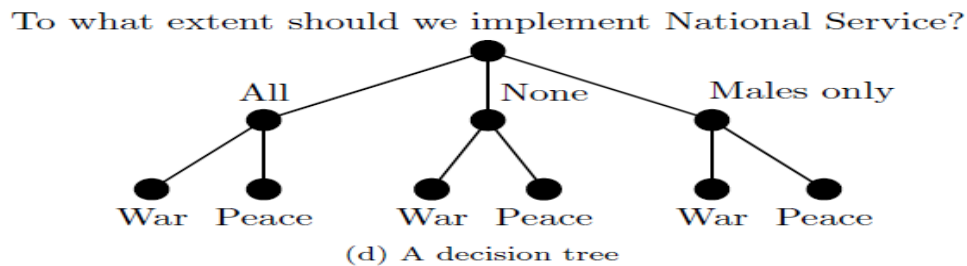 To what extent should we implement National Service?
All None Males only
War Peace War Peace War Peace
(d) A decision tree